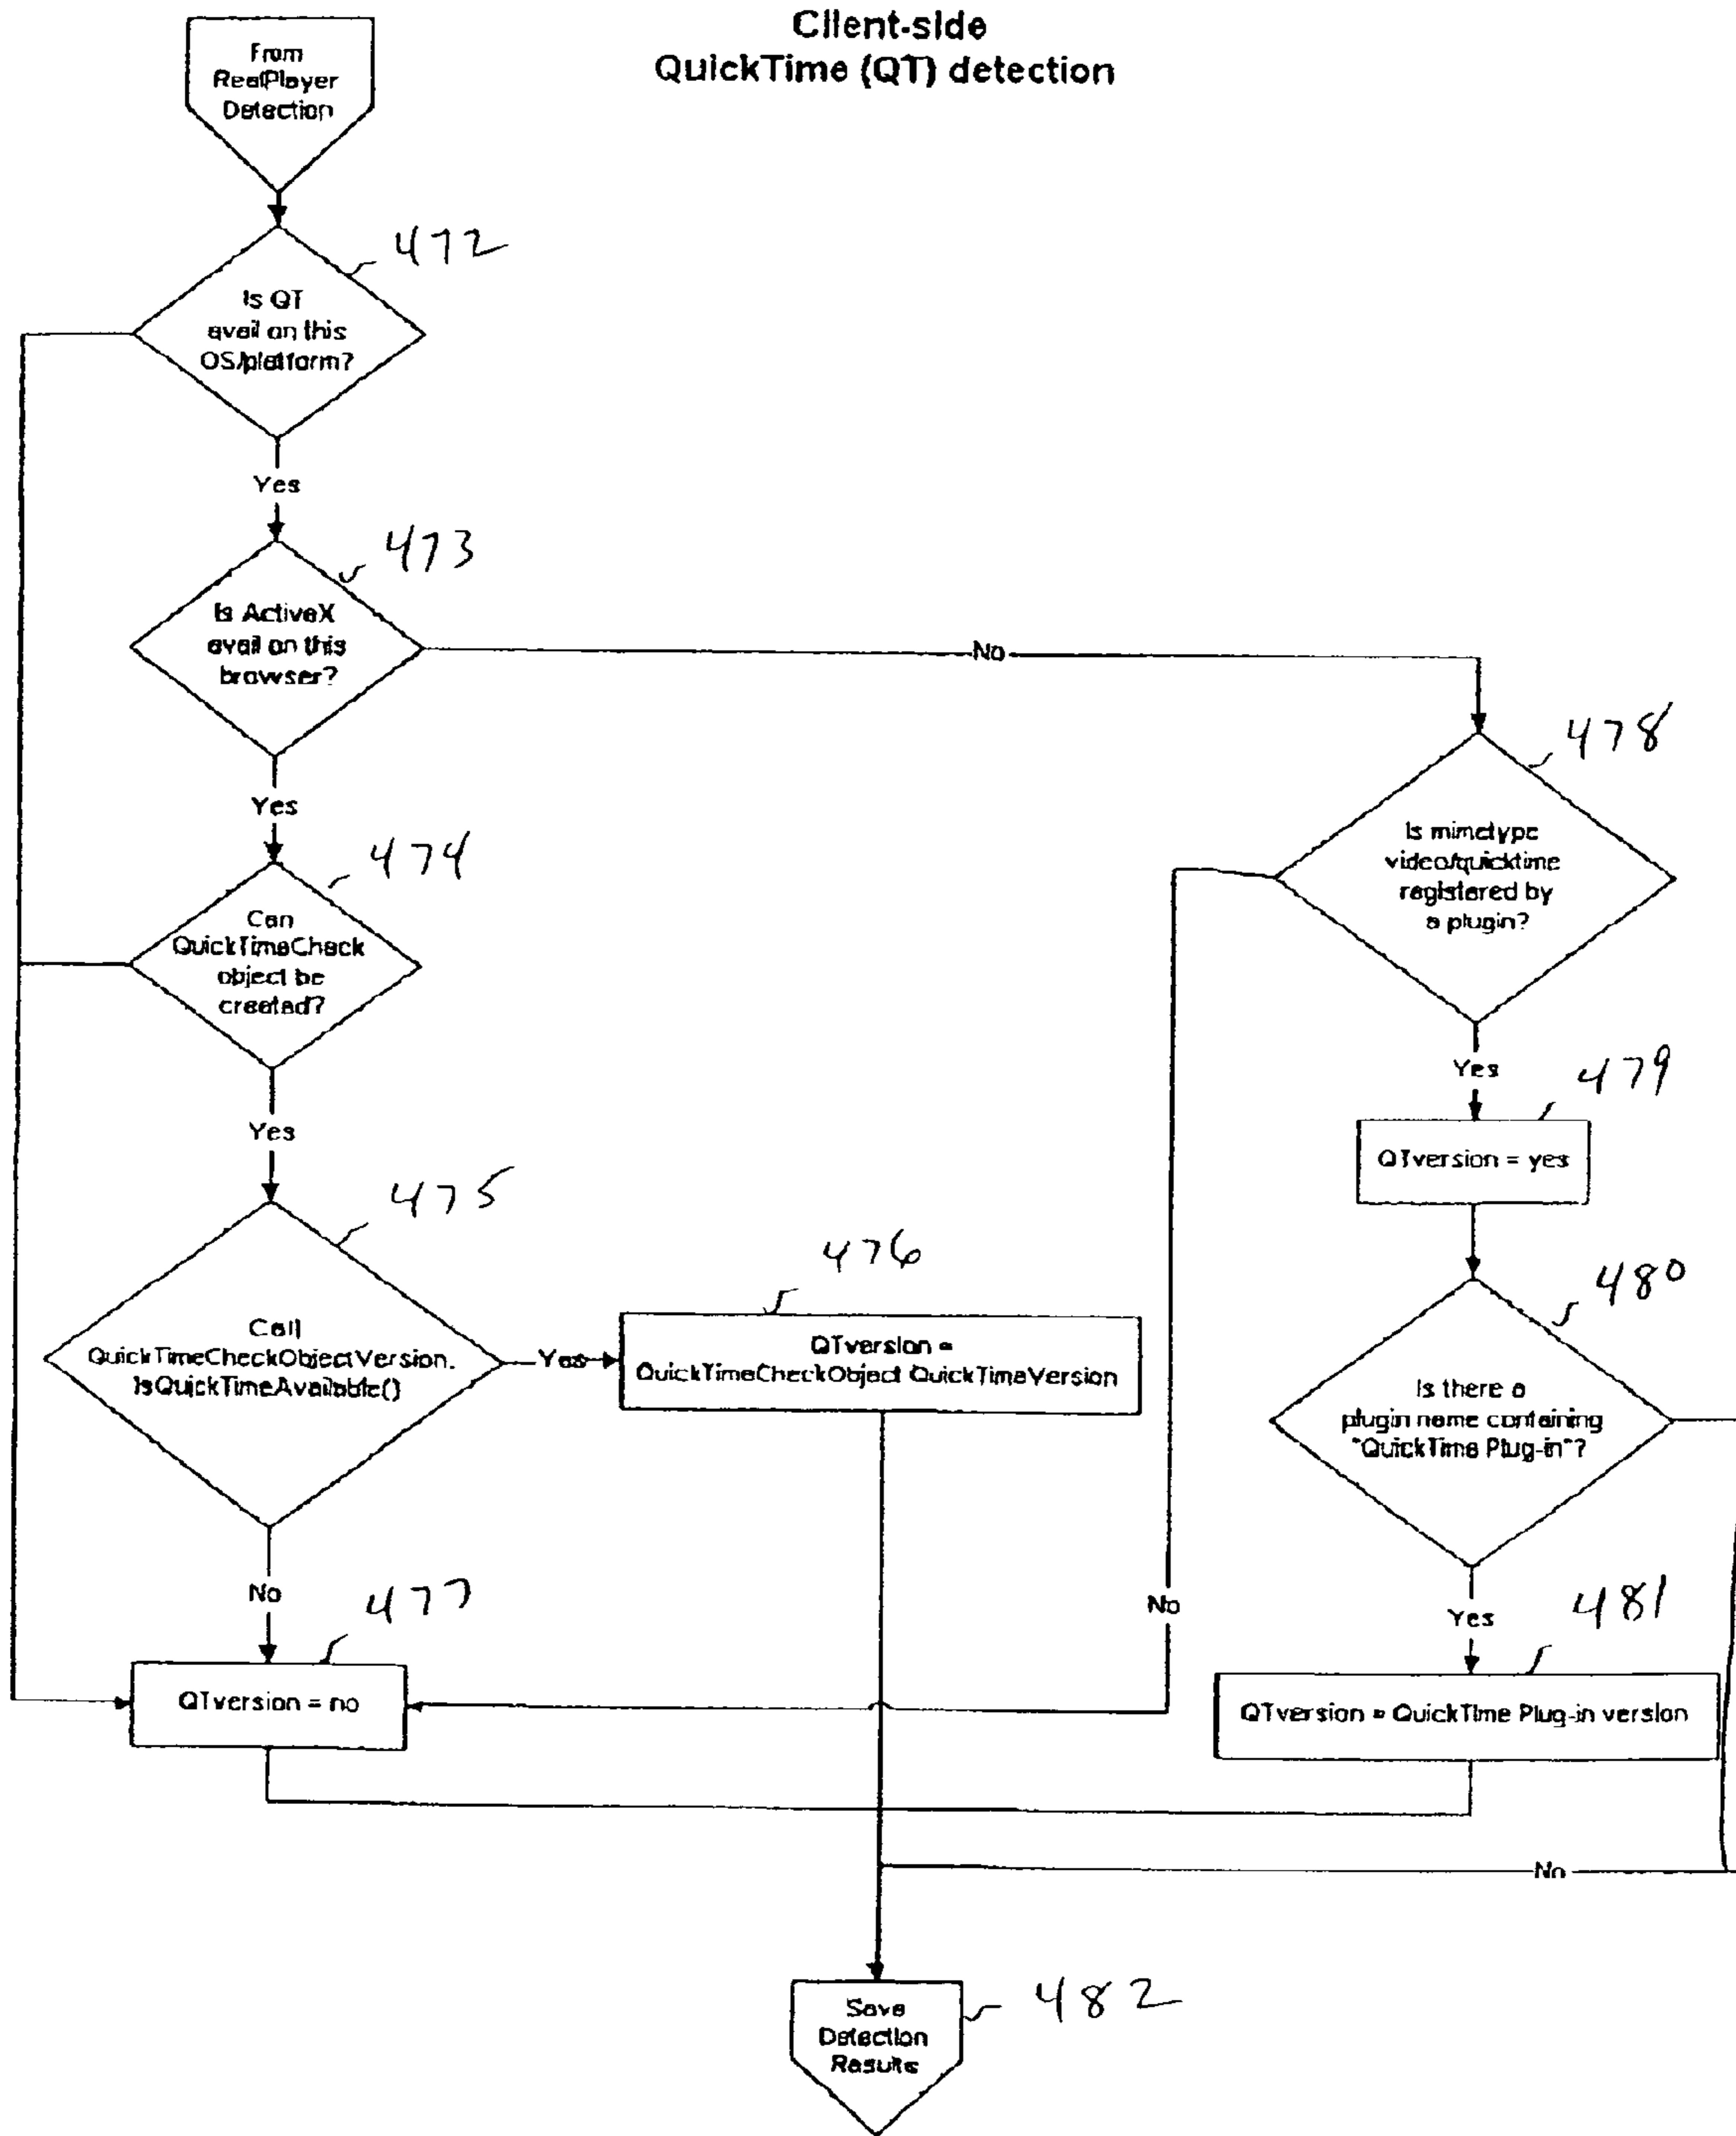 Client-side
QuickTime (QT) detection
From
RealPlayer
Detection
472
Is QT
avail on this
OS/platform?
Yes
473
Is ActiveX
avail on this
browser?
No
Yes
478
Is mimetype
video/quicktime
registered by
a plugin?
474
Can
QuickTimeCheck
object be
created?
Yes
479
QTversion = yes
Yes
475
Call
QuickTimeCheckObjectVersion.
IsQuickTimeAvailable()
Yes
476
QTversion =
QuickTimeCheckObject QuickTimeVersion
480
Is there a
plugin name containing
"QuickTime Plug-in"?
No
477
QTversion = no
No
Yes
481
QTversion = QuickTime Plug-in version
No
Save
Detection
Results
482